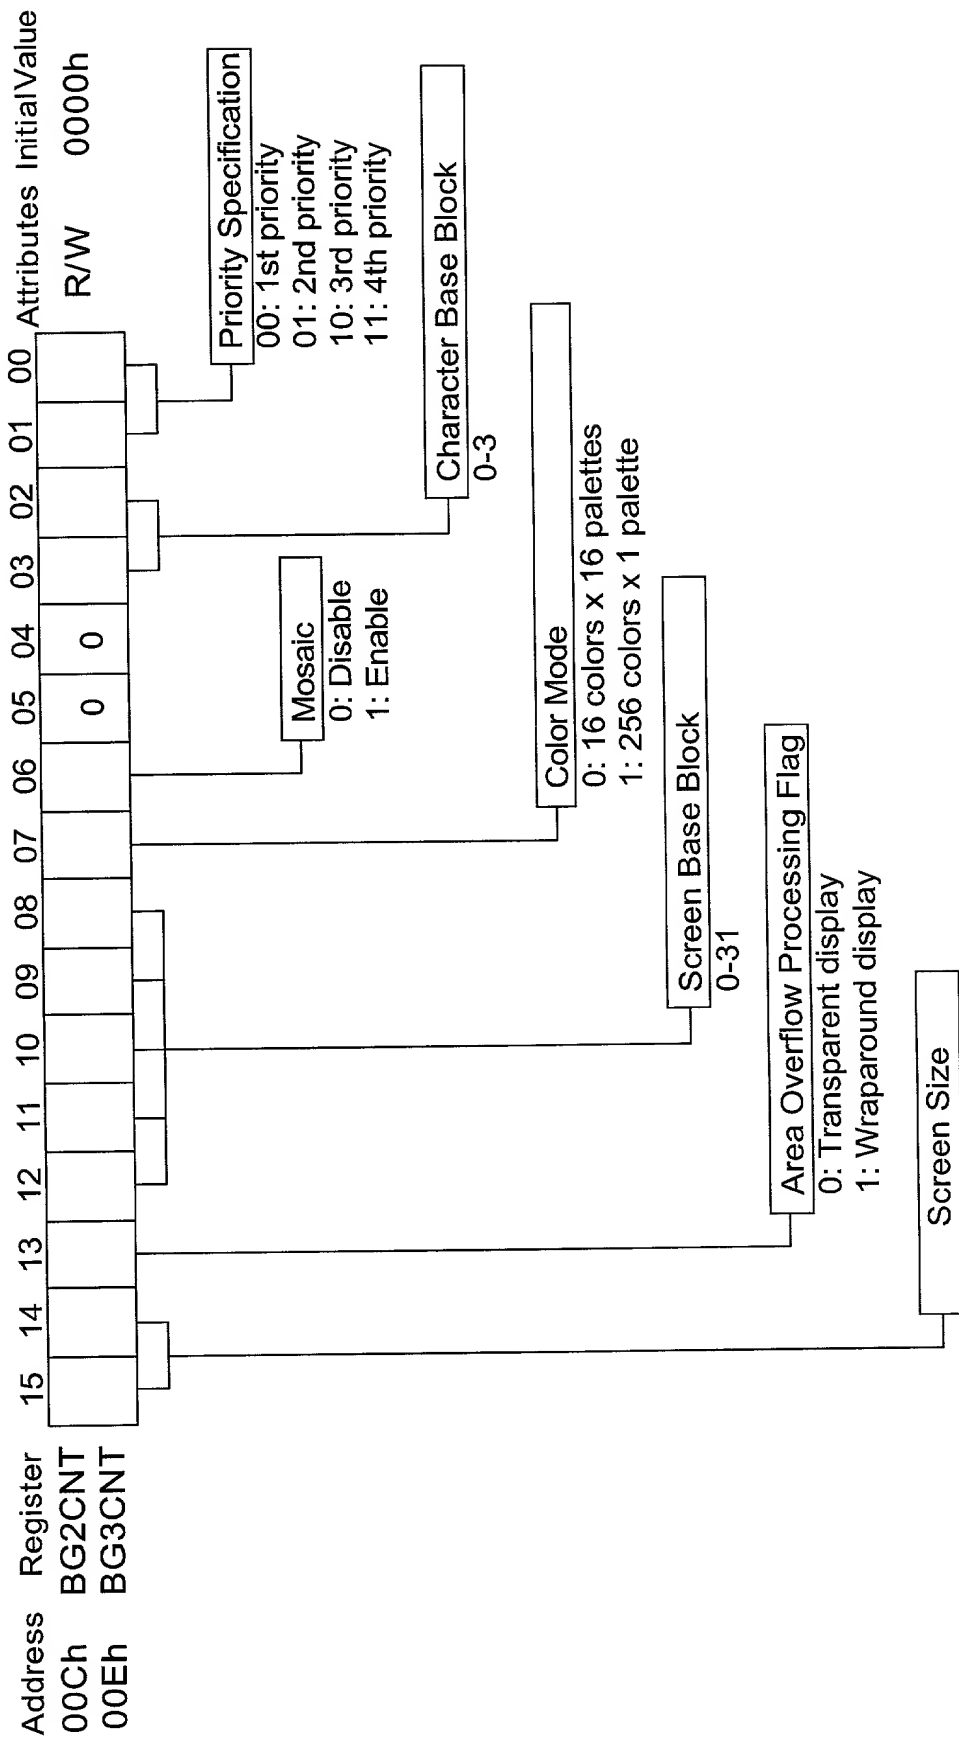 Address Register 15 14 13 12 11 10 09 08 07 06 05 04 03 02 01 00 Attributes Initial Value
00Ch BG2CNT 0 0 R/W 0000h
00Eh BG3CNT
Priority Specification
00: 1st priority
01: 2nd priority
10: 3rd priority
11: 4th priority
Mosaic
0: Disable
1: Enable
Character Base Block
0-3
Color Mode
0: 16 colors x 16 palettes
1: 256 colors x 1 palette
Screen Base Block
0-31
Area Overflow Processing Flag
0: Transparent display
1: Wraparound display
Screen Size